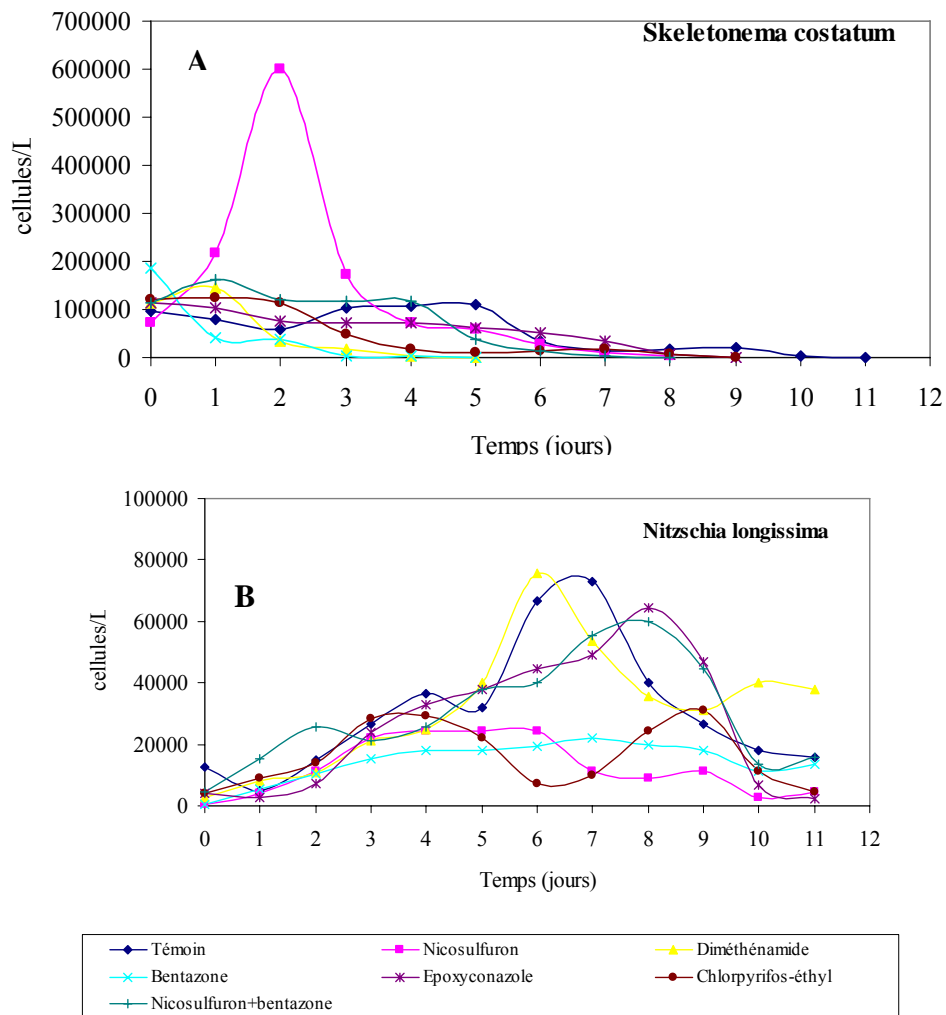 Skeletonema costatum
A
700000
600000
500000
400000
300000
200000
100000
0
cellules/L
0 1 2 3 4 5 6 7 8 9 10 11 12
Temps (jours)
Nitzschia longissima
B
100000
80000
60000
40000
20000
0
cellules/L
0 1 2 3 4 5 6 7 8 9 10 11 12
Temps (jours)
Témoin Nicosulfuron Diméthénamide
Bentazone Epoxyconazole Chlorpyrifos-éthyl
Nicosulfuron+bentazone